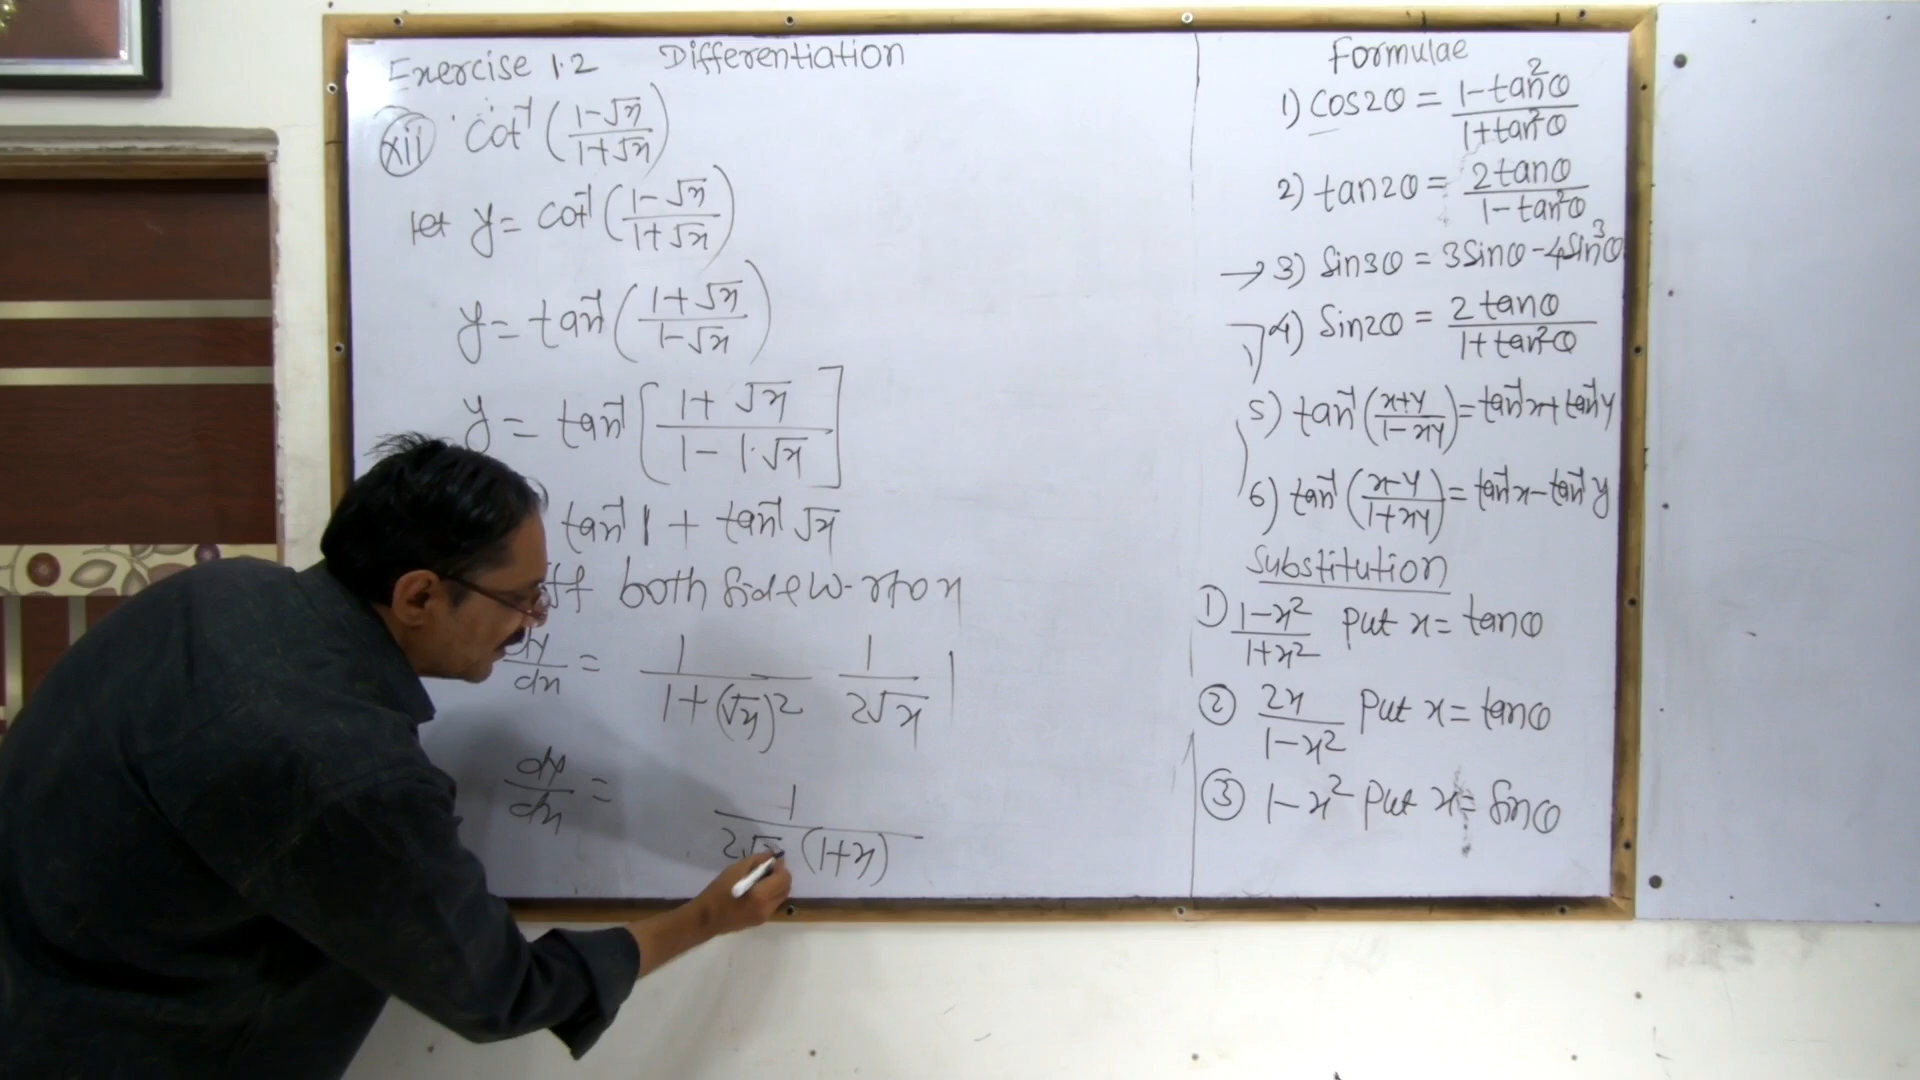 Exercise 1.2 Differentiation
xii) cot⁻¹ (1-√x / 1+√x)
let y = cot⁻¹ (1-√x / 1+√x)
y = tan⁻¹ (1+√x / 1-√x)
y = tan⁻¹ [1+√x / 1-1·√x]
tan⁻¹ 1 + tan⁻¹ √x
both side w.r to x
dy/dx = 1 / 1+(√x)² 1 / 2√x
dy/dx = 1 / 2√x (1+x)
Formulae
1) cos2θ = 1-tan²θ / 1+tan²θ
2) tan2θ = 2tanθ / 1-tan²θ
→ 3) Sin3θ = 3Sinθ-4Sin³θ
4) Sin2θ = 2tanθ / 1+tan²θ
5) tan⁻¹ (x+y / 1-xy) = tan⁻¹x+tan⁻¹y
6) tan⁻¹ (x-y / 1+xy) = tan⁻¹x-tan⁻¹y
Substitution
① 1-x² / 1+x² Put x = tanθ
② 2x / 1-x² Put x = tanθ
③ 1-x² Put x = Sinθ